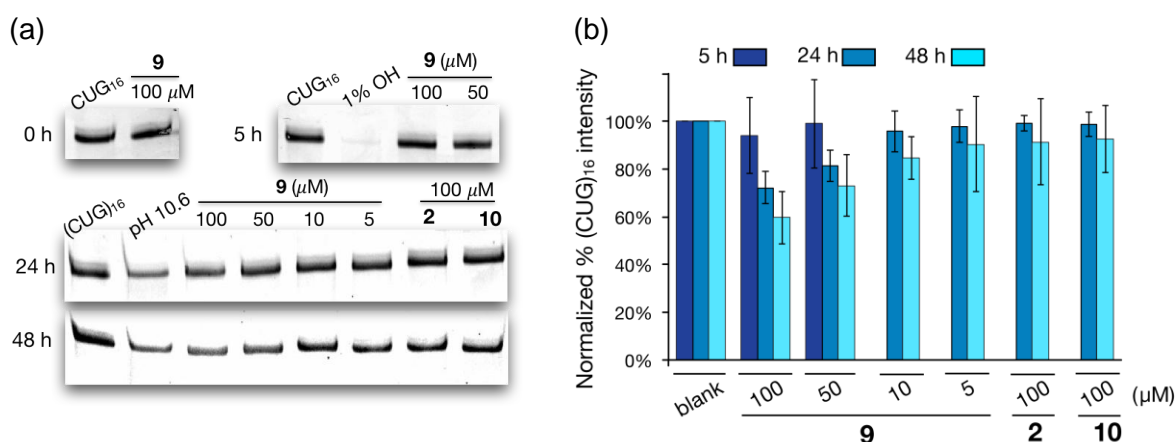 (a)
CUG₁₆
9
100 μM
0 h
CUG₁₆
1% OH
9 (μM)
100 50
5 h
(CUG)₁₆
pH 10.6
9 (μM)
100 50 10 5
100 μM
2 10
24 h
48 h
(b)
5 h 24 h 48 h
Normalized % (CUG)₁₆ intensity
100%
80%
60%
40%
20%
0%
blank 100 50 10 5 100 100 (μM)
9 2 10